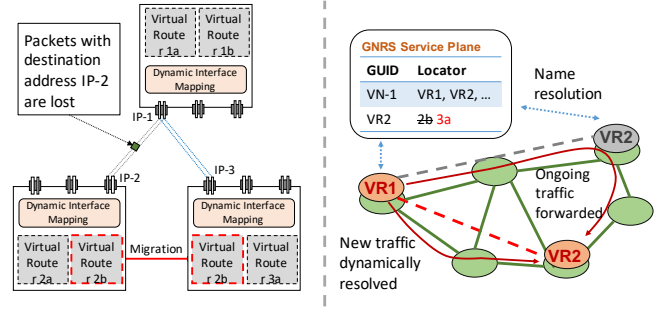 Packets with
destination
address IP-2
are lost
Virtual
Route
r 1a
Virtual
Route
r 1b
Dynamic Interface
Mapping
IP-1
IP-2
IP-3
Dynamic Interface
Mapping
Virtual
Route
r 2a
Virtual
Route
r 2b
Migration
Dynamic Interface
Mapping
Virtual
Route
r 2b
Virtual
Route
r 3a
GNRS Service Plane
GUID Locator
VN-1 VR1, VR2, ...
VR2 2b 3a
Name
resolution
VR2
VR1
Ongoing
traffic
forwarded
New traffic
dynamically
resolved
VR2